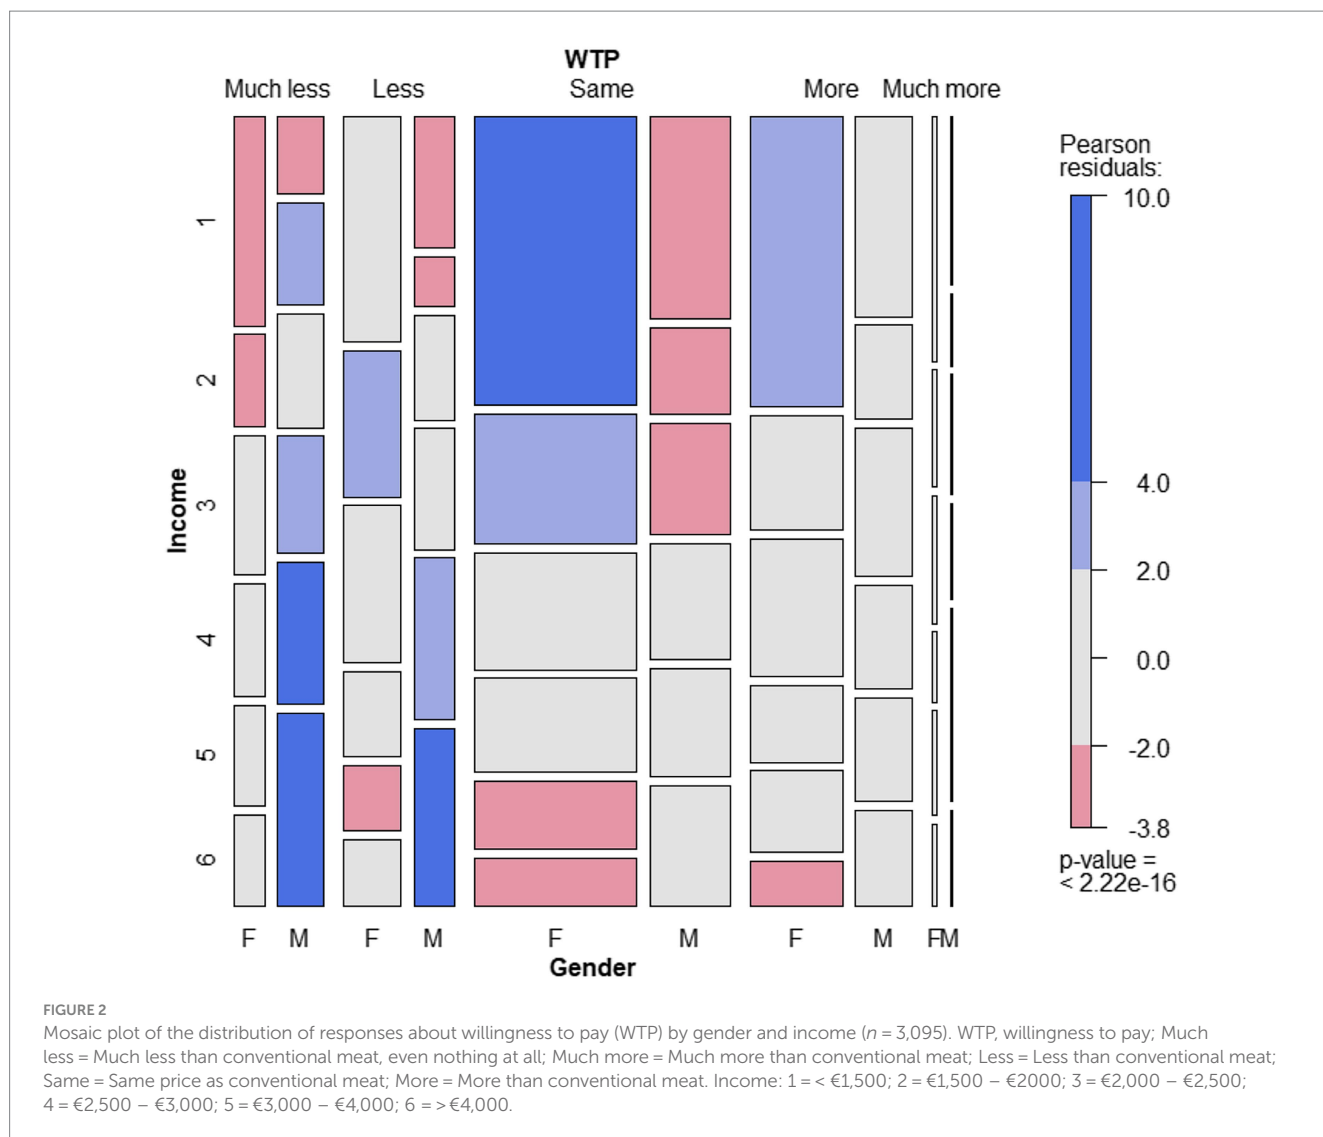 WTP
Much less Less Same More Much more
Pearson
residuals:
10.0
4.0
2.0
0.0
-2.0
-3.8
p-value =
< 2.22e-16
Income
1
2
3
4
5
6
F M F M F M F M F M
Gender
FIGURE 2
Mosaic plot of the distribution of responses about willingness to pay (WTP) by gender and income (n = 3,095). WTP, willingness to pay; Much
less = Much less than conventional meat, even nothing at all; Much more = Much more than conventional meat; Less = Less than conventional meat;
Same = Same price as conventional meat; More = More than conventional meat. Income: 1 = < €1,500; 2 = €1,500 – €2000; 3 = €2,000 – €2,500;
4 = €2,500 – €3,000; 5 = €3,000 – €4,000; 6 = > €4,000.